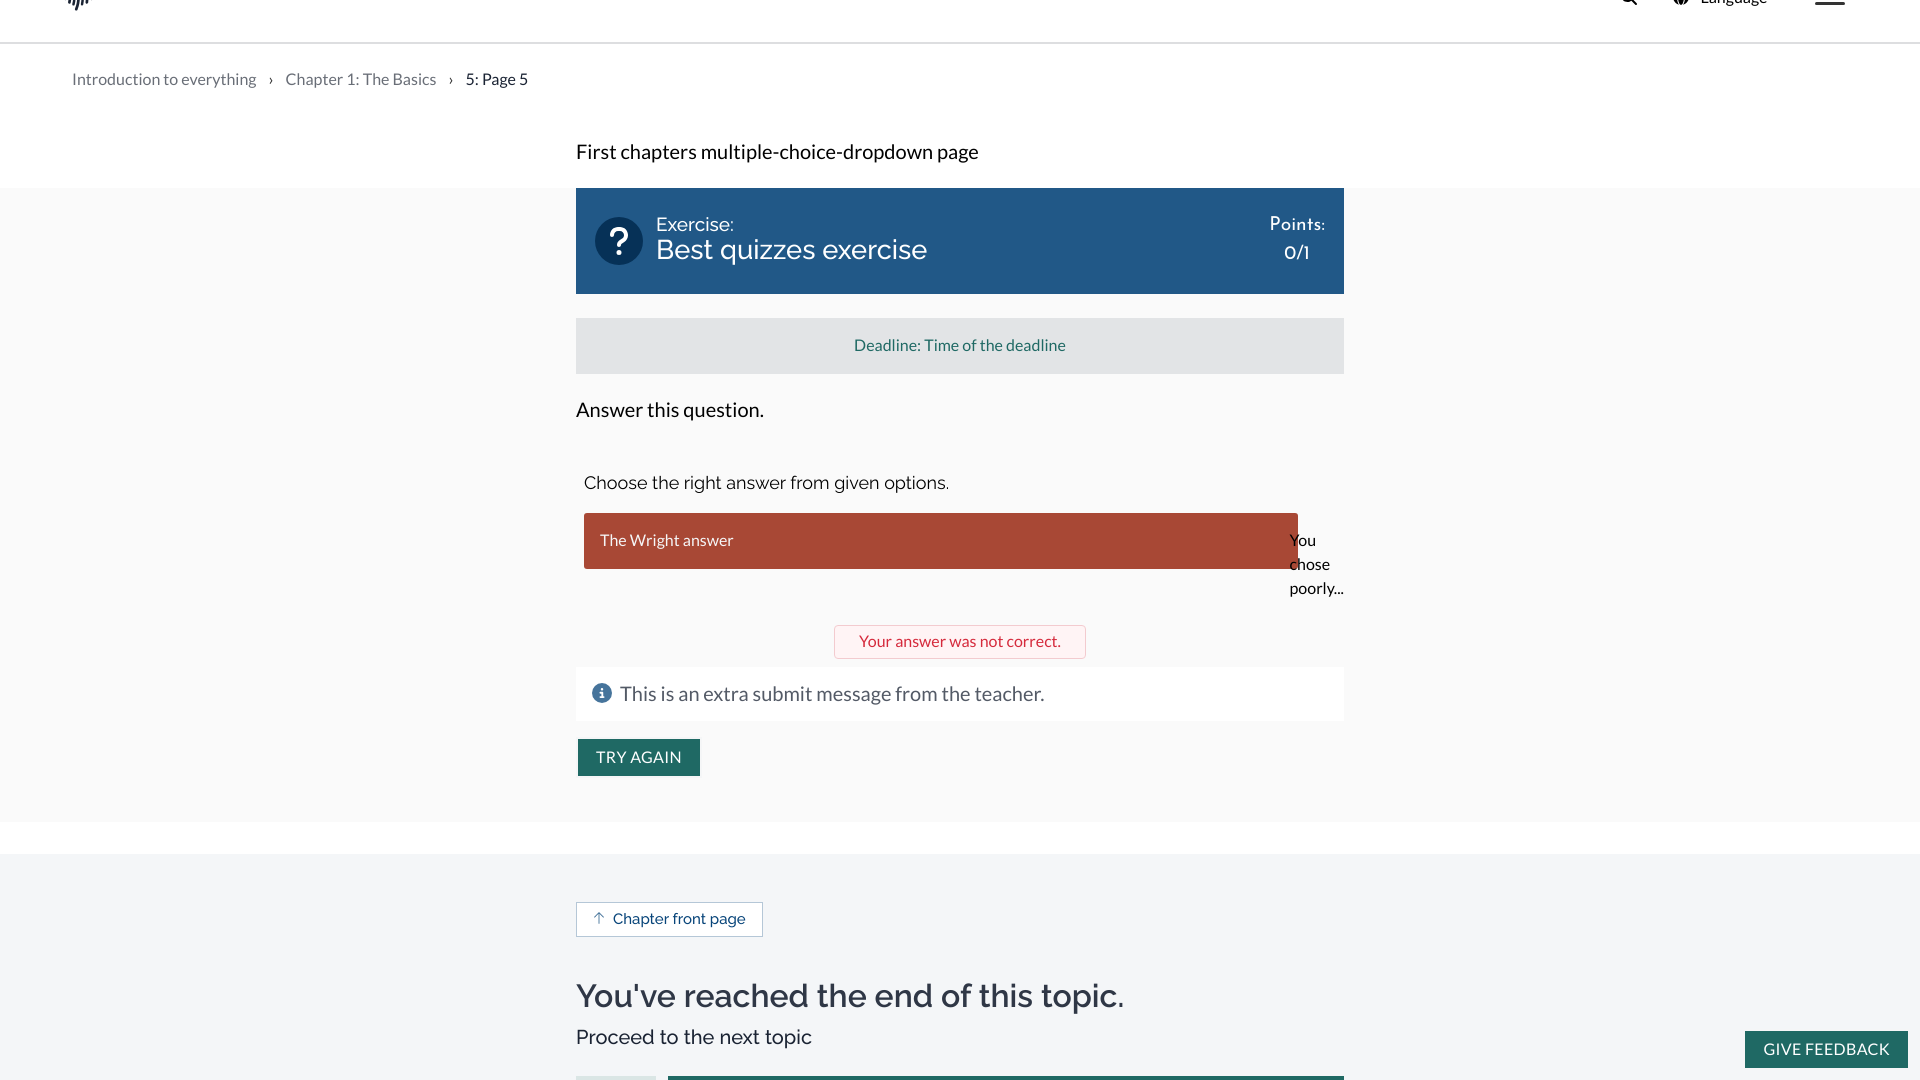 Language
Introduction to everything › Chapter 1: The Basics › 5: Page 5
First chapters multiple-choice-dropdown page
Exercise:
Best quizzes exercise
Points:
0/1
Deadline: Time of the deadline
Answer this question.
Choose the right answer from given options.
The Wright answer
You
chose
poorly...
Your answer was not correct.
This is an extra submit message from the teacher.
TRY AGAIN
Chapter front page
You've reached the end of this topic.
Proceed to the next topic
GIVE FEEDBACK